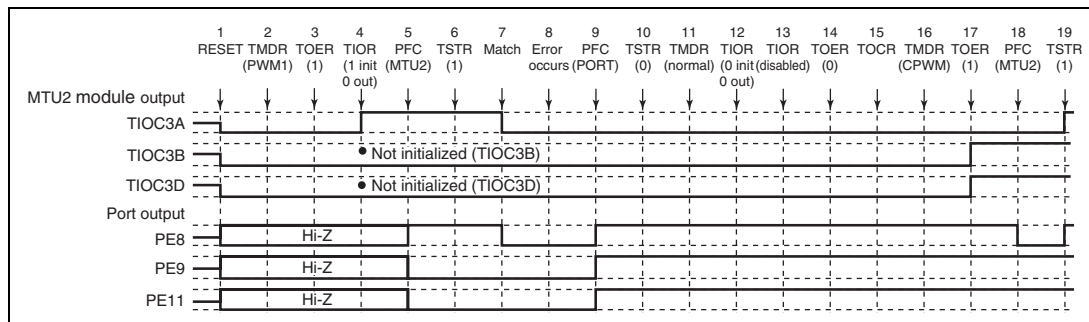 1 2 3 4 5 6 7 8 9 10 11 12 13 14 15 16 17 18 19
RESET TMDR TOER TIOR PFC TSTR Match Error PFC TSTR TMDR TIOR TIOR TOER TOCR TMDR TOER PFC TSTR
(PWM1) (1) (1 init (MTU2) (1) occurs (PORT) (0) (normal) (0 init (disabled) (0) (CPWM) (1) (MTU2) (1)
0 out) 0 out)
MTU2 module output
TIOC3A
TIOC3B
• Not initialized (TIOC3B)
TIOC3D
• Not initialized (TIOC3D)
Port output
PE8
Hi-Z
PE9
Hi-Z
PE11
Hi-Z